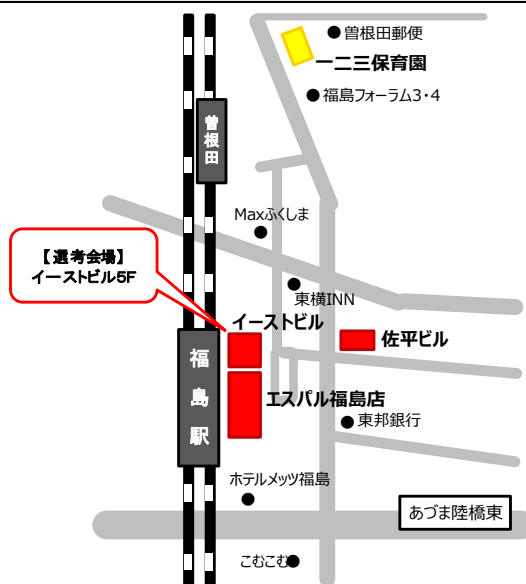 曽根田郵便
一二三保育園
福島フォーラム3・4
曽根田
Maxふくしま
【選考会場】
イーストビル5F
東横INN
イーストビル
佐平ビル
福島駅
エスパル福島店
東邦銀行
ホテルメッツ福島
あづま陸橋東
こむこむ